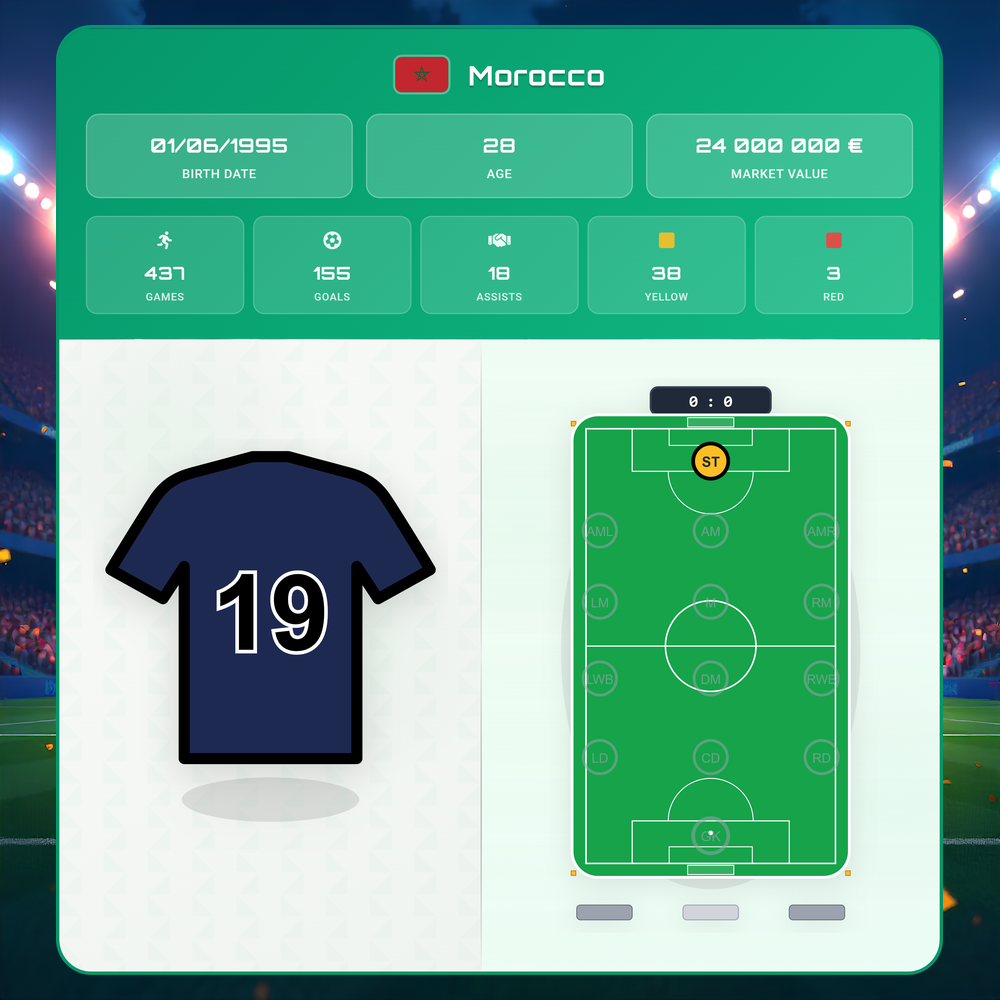 Morocco
01/06/1995
BIRTH DATE
28
AGE
24 000 000 €
MARKET VALUE
437
GAMES
155
GOALS
18
ASSISTS
38
YELLOW
3
RED
19
0 : 0
ST
AML
AM
AMR
LM
M
RM
LWB
DM
RWB
LD
CD
RD
GK